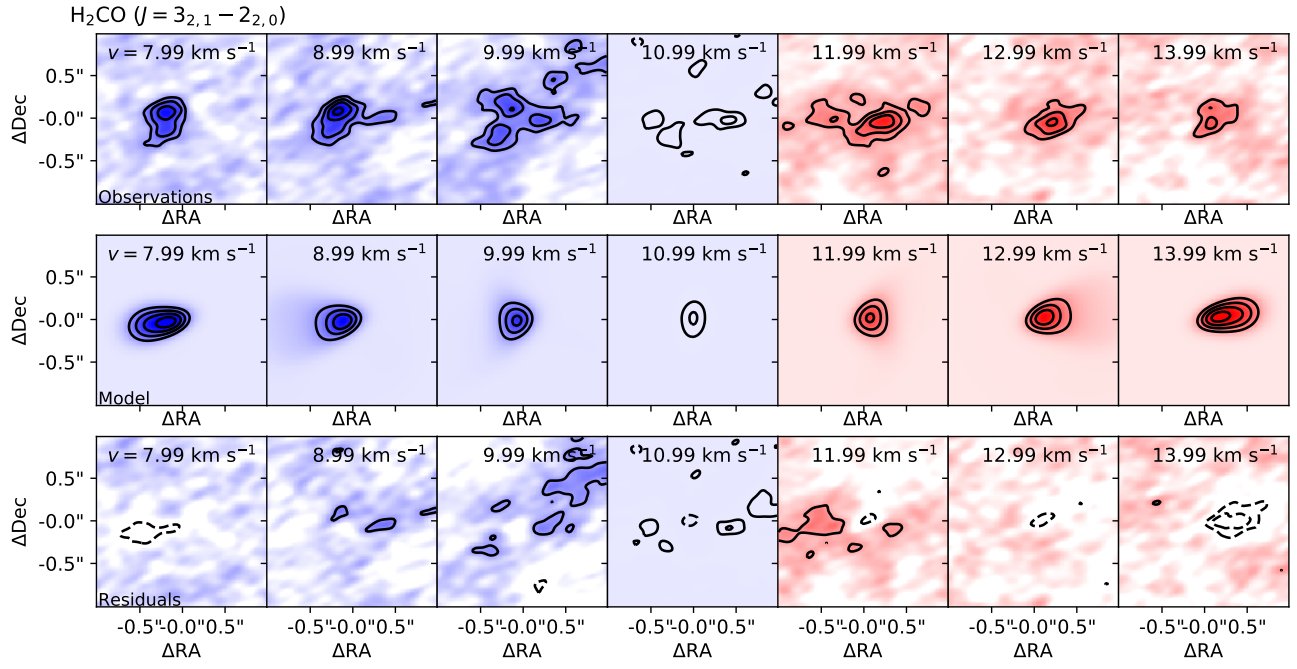 H₂CO (J = 3₂,₁ − 2₂,₀)
v = 7.99 km s⁻¹ 8.99 km s⁻¹ 9.99 km s⁻¹ 10.99 km s⁻¹ 11.99 km s⁻¹ 12.99 km s⁻¹ 13.99 km s⁻¹
0.5"
-0.0"
-0.5"
ΔDec
Observations
ΔRA ΔRA ΔRA ΔRA ΔRA ΔRA ΔRA
v = 7.99 km s⁻¹ 8.99 km s⁻¹ 9.99 km s⁻¹ 10.99 km s⁻¹ 11.99 km s⁻¹ 12.99 km s⁻¹ 13.99 km s⁻¹
0.5"
-0.0"
-0.5"
ΔDec
Model
ΔRA ΔRA ΔRA ΔRA ΔRA ΔRA ΔRA
v = 7.99 km s⁻¹ 8.99 km s⁻¹ 9.99 km s⁻¹ 10.99 km s⁻¹ 11.99 km s⁻¹ 12.99 km s⁻¹ 13.99 km s⁻¹
0.5"
-0.0"
-0.5"
ΔDec
Residuals
-0.5"-0.0"0.5" -0.5"-0.0"0.5" -0.5"-0.0"0.5" -0.5"-0.0"0.5" -0.5"-0.0"0.5" -0.5"-0.0"0.5" -0.5"-0.0"0.5"
ΔRA ΔRA ΔRA ΔRA ΔRA ΔRA ΔRA